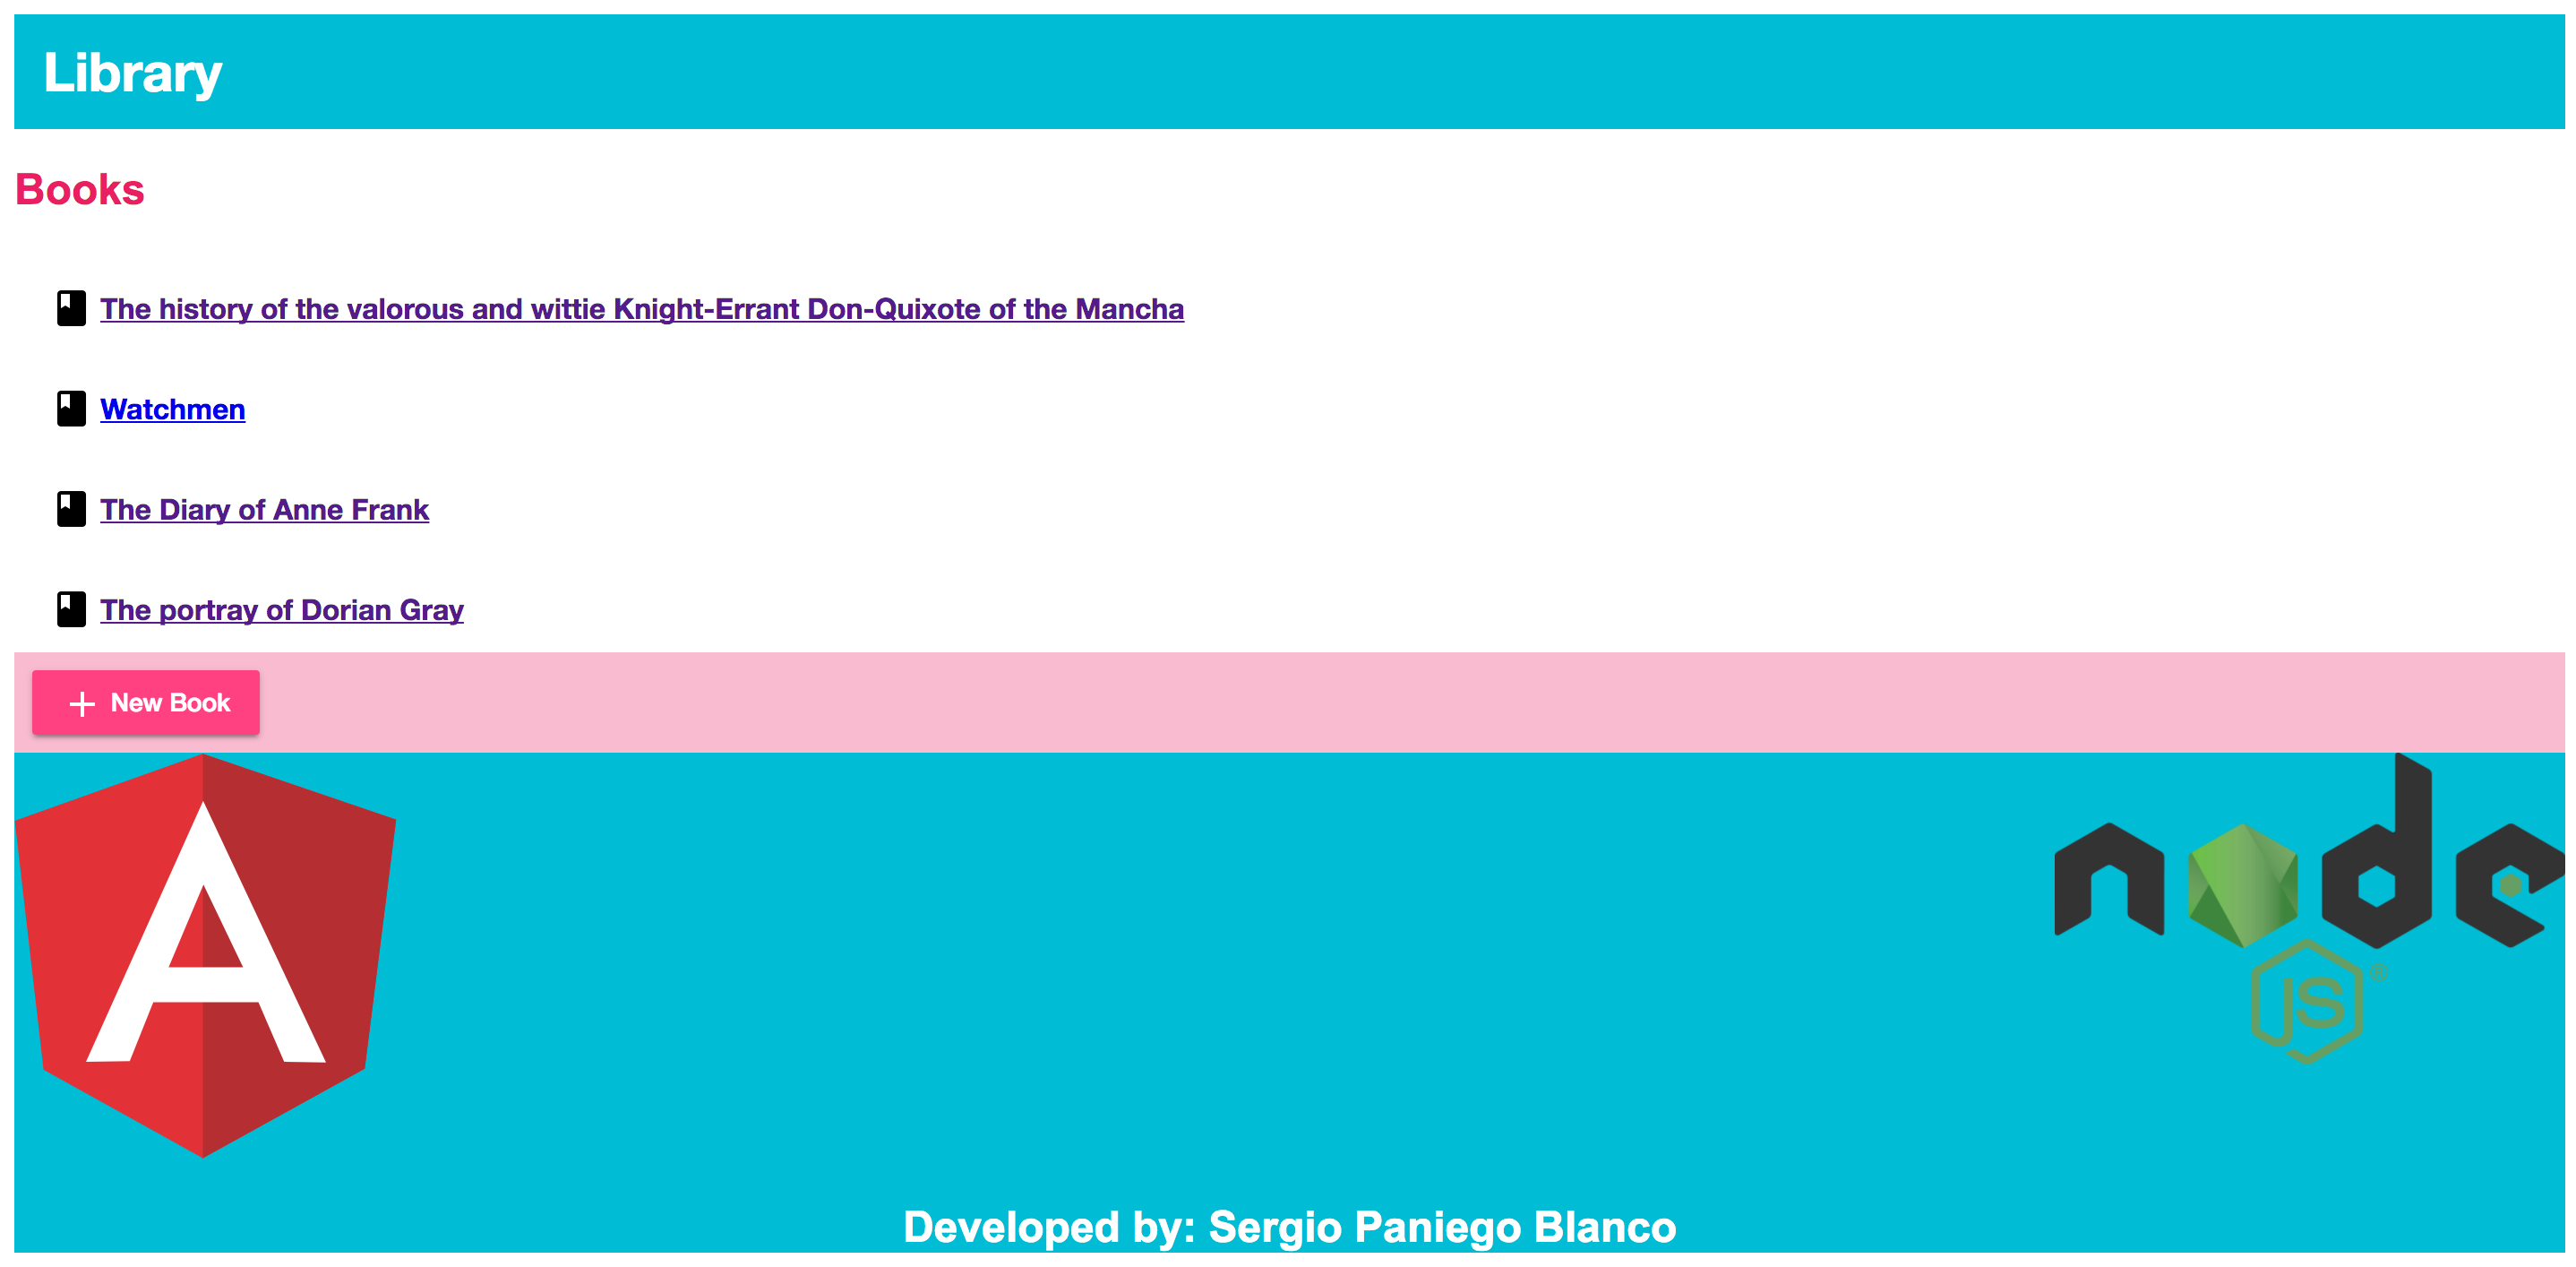 Library
Books
The history of the valorous and wittie Knight-Errant Don-Quixote of the Mancha
Watchmen
The Diary of Anne Frank
The portray of Dorian Gray
New Book
A
node
JS®
Developed by: Sergio Paniego Blanco